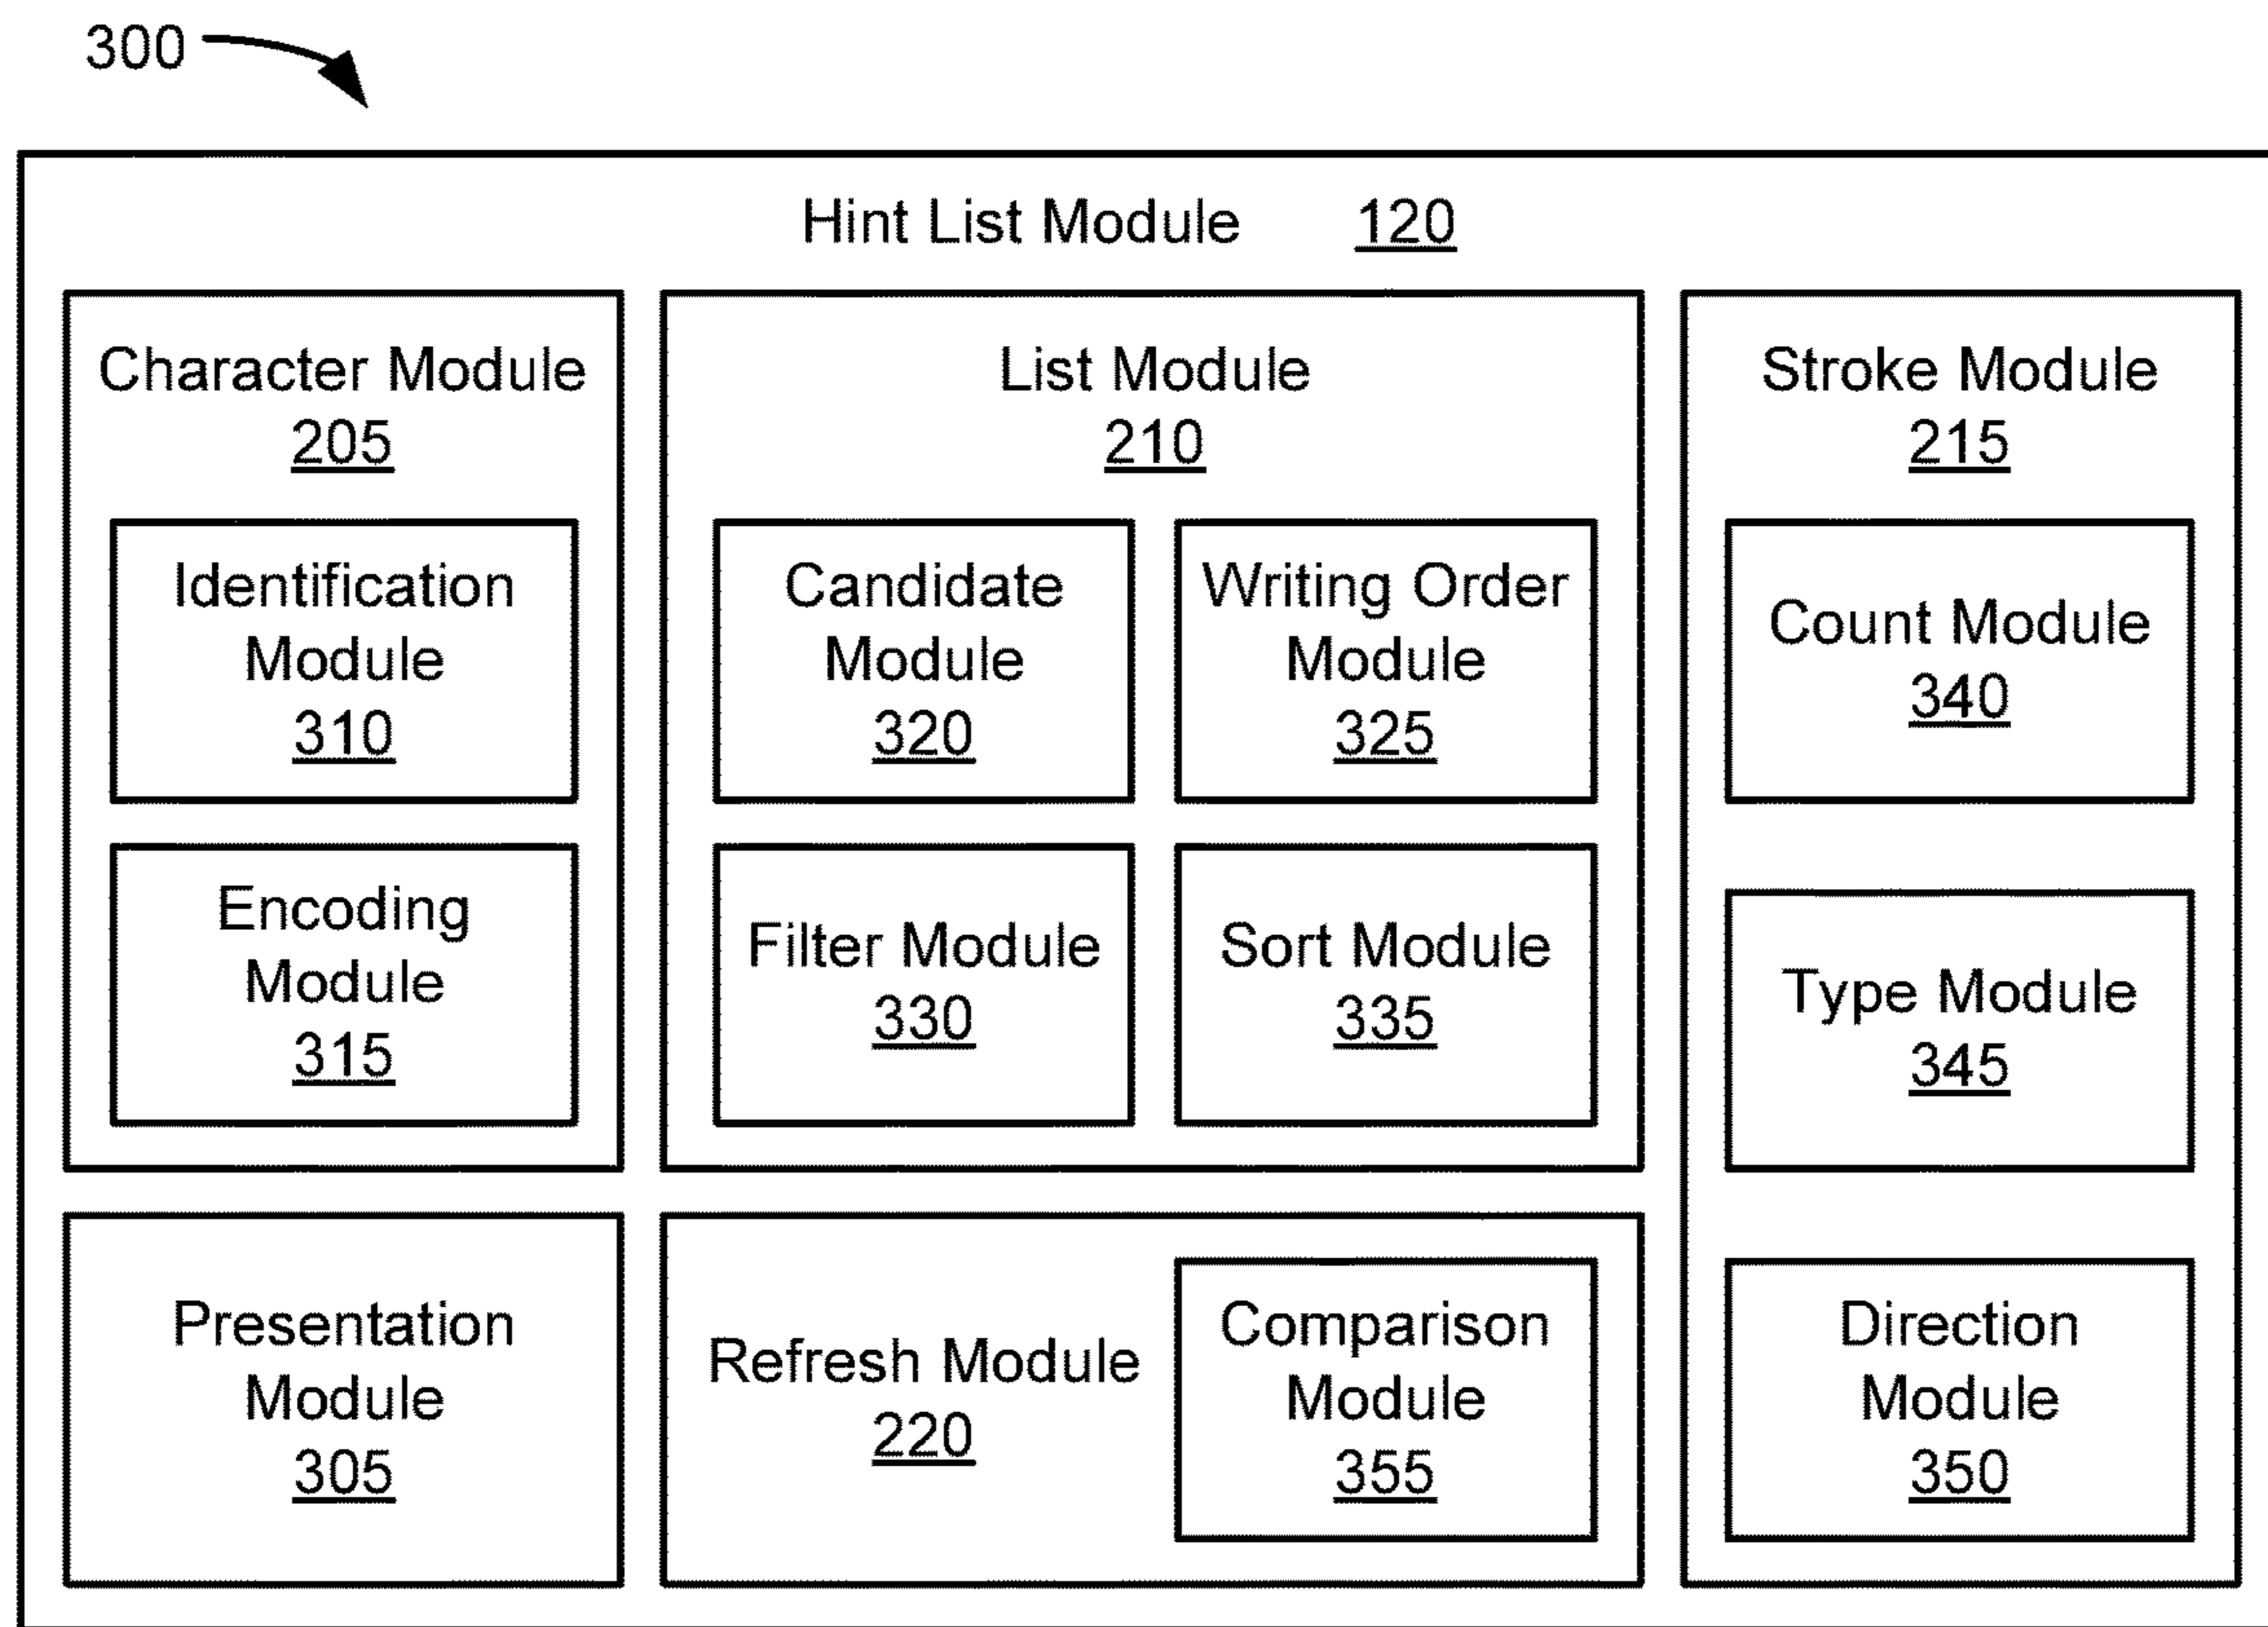 300
Hint List Module 120
Character Module
205
Identification
Module
310
Encoding
Module
315
List Module
210
Candidate
Module
320
Writing Order
Module
325
Filter Module
330
Sort Module
335
Stroke Module
215
Count Module
340
Type Module
345
Direction
Module
350
Presentation
Module
305
Refresh Module
220
Comparison
Module
355